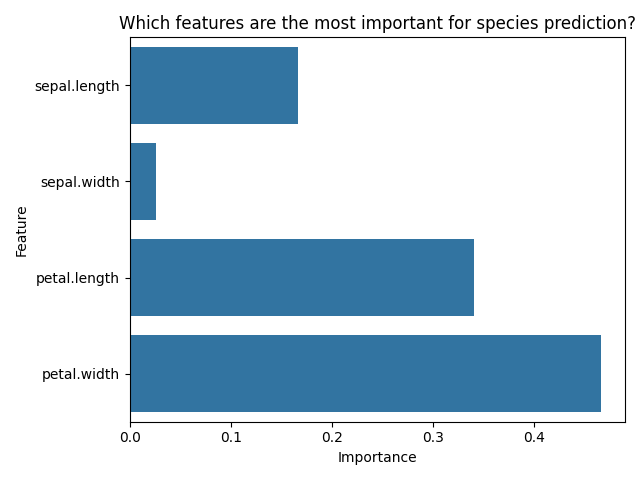 Which features are the most important for species prediction?
sepal.length
sepal.width
petal.length
petal.width
Feature
0.0 0.1 0.2 0.3 0.4
Importance